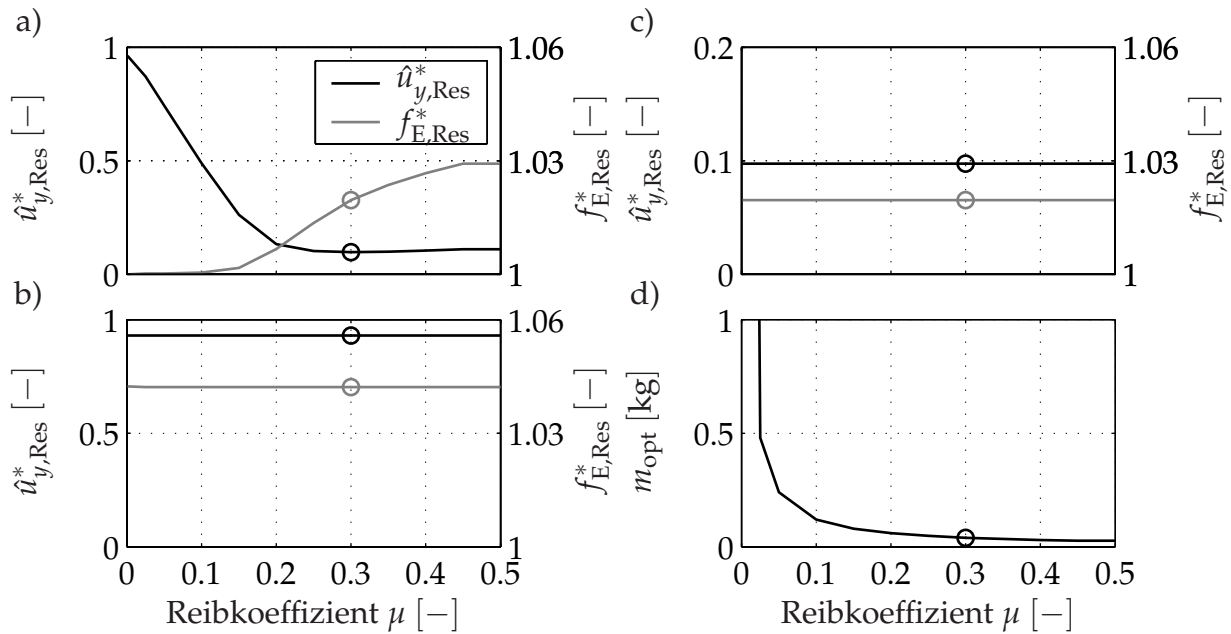 a)
1
0.5
0
û*y,Res [−]
1.06
1.03
1
f*E,Res [−]
û*y,Res
f*E,Res
c)
0.2
0.1
0
û*y,Res [−]
1.06
1.03
1
f*E,Res [−]
b)
1
0.5
0
û*y,Res [−]
1.06
1.03
1
f*E,Res [−]
0 0.1 0.2 0.3 0.4 0.5
Reibkoeffizient μ [−]
d)
1
0.5
0
mopt [kg]
0 0.1 0.2 0.3 0.4 0.5
Reibkoeffizient μ [−]